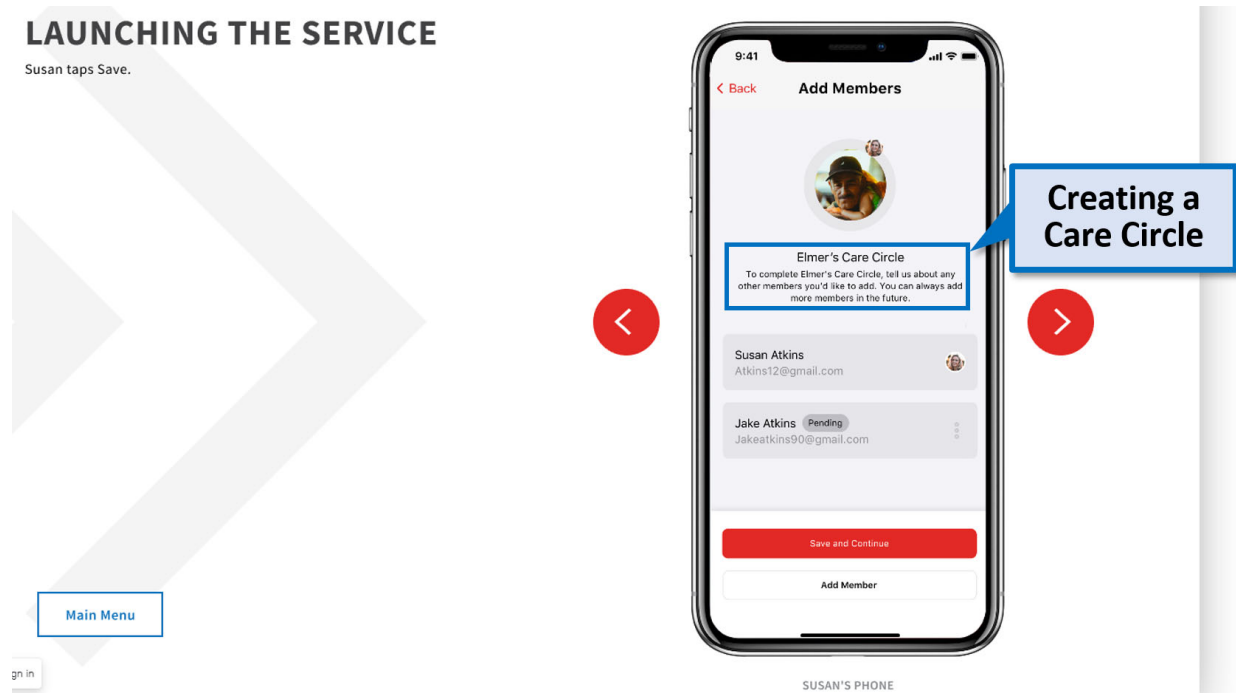 LAUNCHING THE SERVICE
Susan taps Save.
9:41
Back
Add Members
Elmer's Care Circle
To complete Elmer's Care Circle, tell us about any
other members you'd like to add. You can always add
more members in the future.
Creating a
Care Circle
Susan Atkins
Atkins12@gmail.com
Jake Atkins Pending
Jakeatkins90@gmail.com
Save and Continue
Add Member
Main Menu
gn in
SUSAN'S PHONE